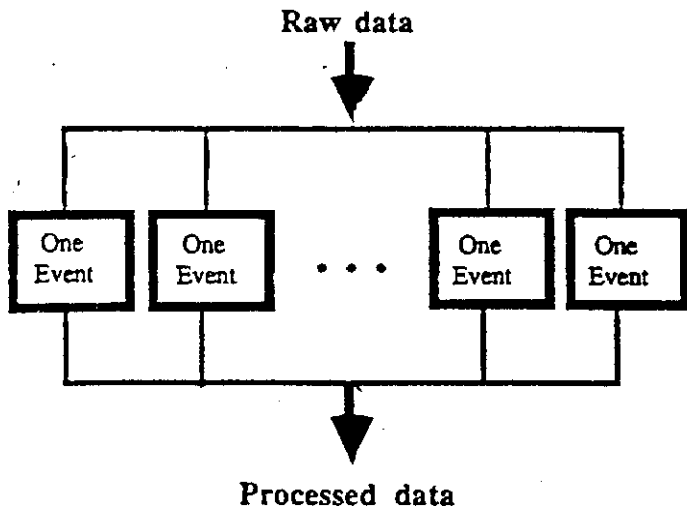 Raw data
One
Event
One
Event
• • •
One
Event
One
Event
Processed data